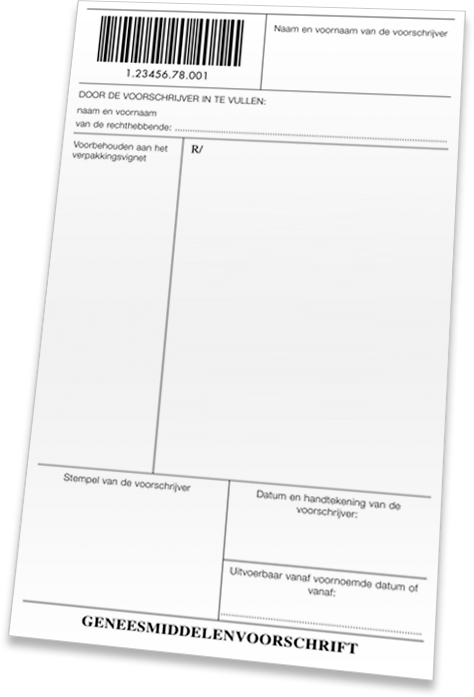 1.23456.78.001
Naam en voornaam van de voorschrijver
DOOR DE VOORSCHRIJVER IN TE VULLEN:
naam en voornaam
van de rechthebbende:
Voorbehouden aan het
verpakkingsvignet
R/
Stempel van de voorschrijver
Datum en handtekening van de
voorschrijver:
Uitvoerbaar vanaf voornoemde datum of
vanaf:
GENEESMIDDELENVOORSCHRIFT